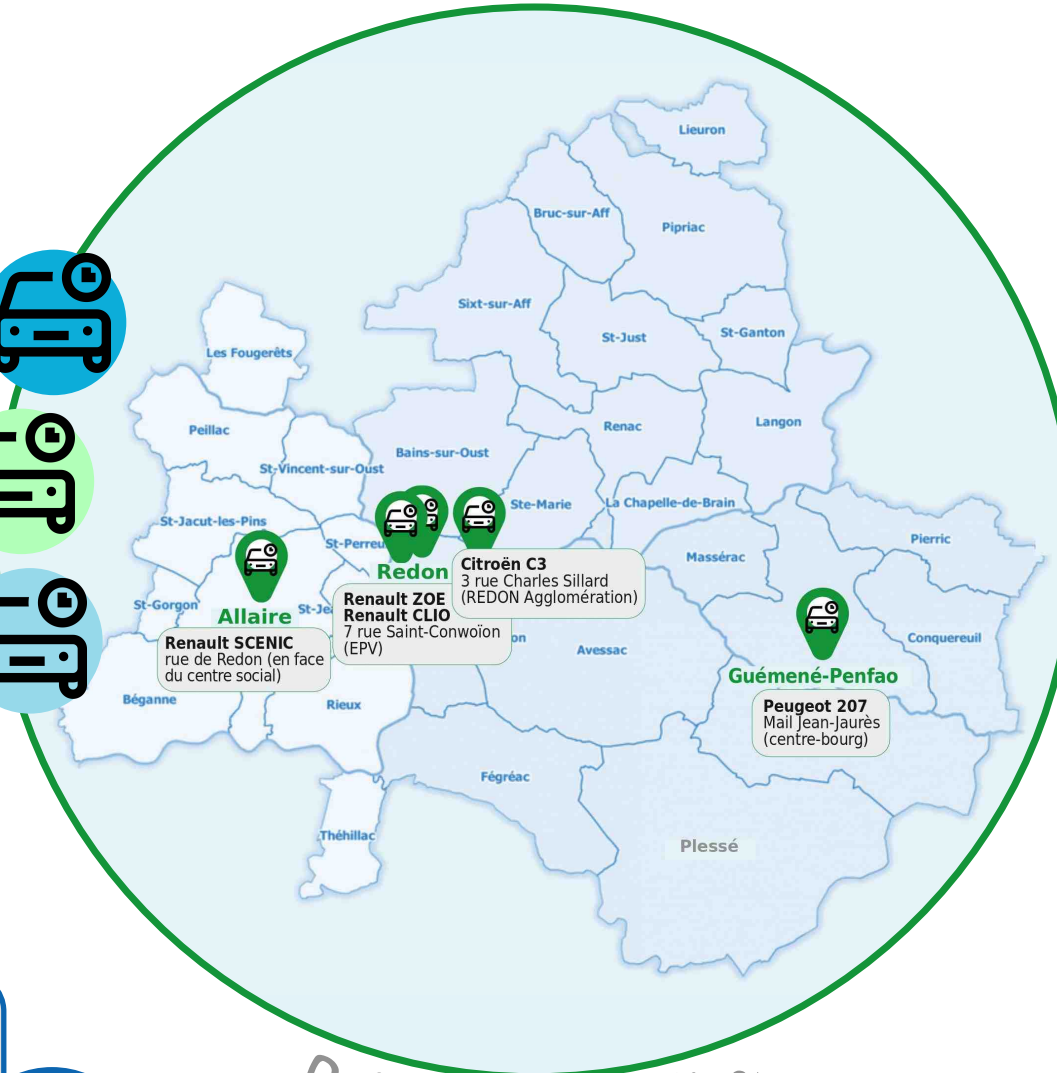 Lieuron
Bruc-sur-Aff
Pipriac
Sixt-sur-Aff
St-Just
St-Ganton
Les Fougerêts
Peillac
Renac
Langon
Bains-sur-Oust
St-Vincent-sur-Oust
Ste-Marie
La Chapelle-de-Brain
St-Jacut-les-Pins
St-Perreu
Pierric
Massérac
Redon
Citroën C3
3 rue Charles Sillard
(REDON Agglomération)
St-Gorgon
Allaire
St-Jea
Renault ZOE
Renault CLIO
7 rue Saint-Conwoïon
(EPV)
on
Avessac
Conquereuil
Renault SCENIC
rue de Redon (en face
du centre social)
Guémené-Penfao
Peugeot 207
Mail Jean-Jaurès
(centre-bourg)
Béganne
Rieux
Fégréac
Théhillac
Plessé